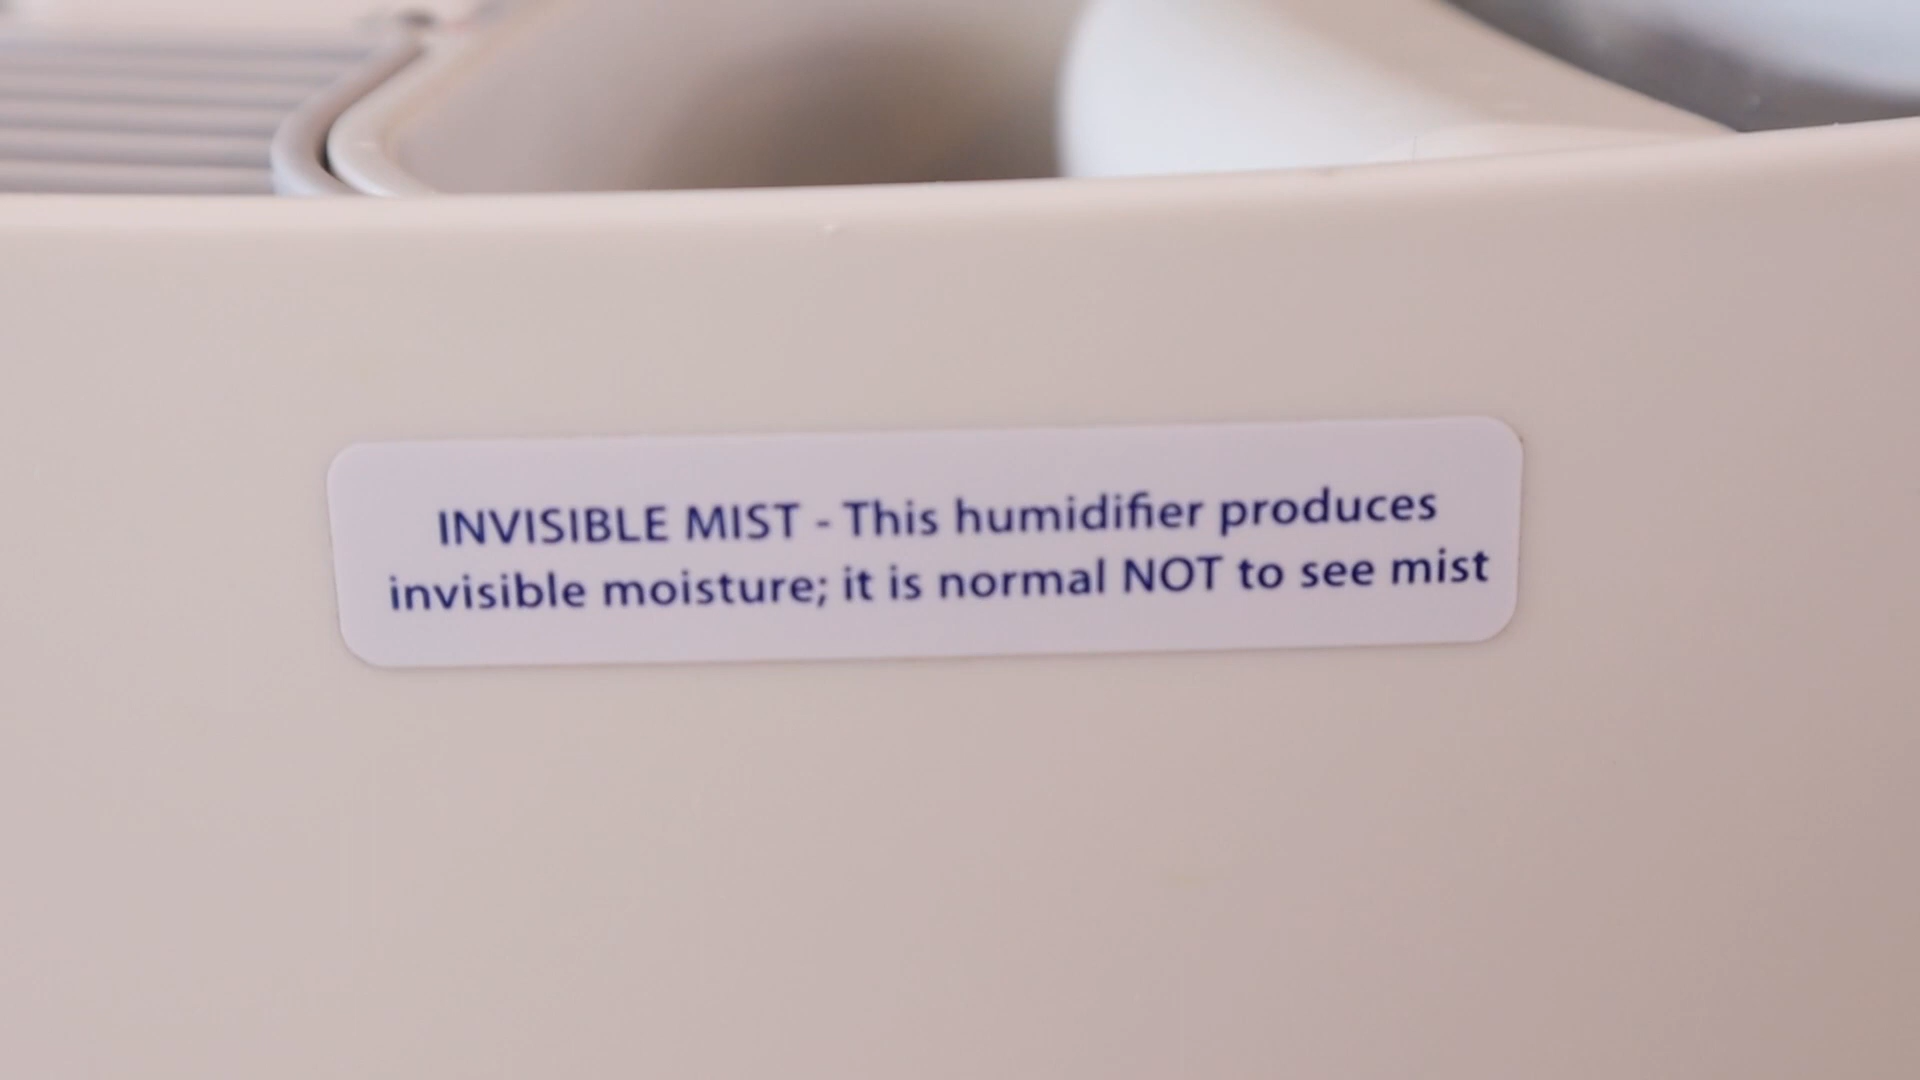 INVISIBLE MIST - This humidifier produces
invisible moisture; it is normal NOT to see mist